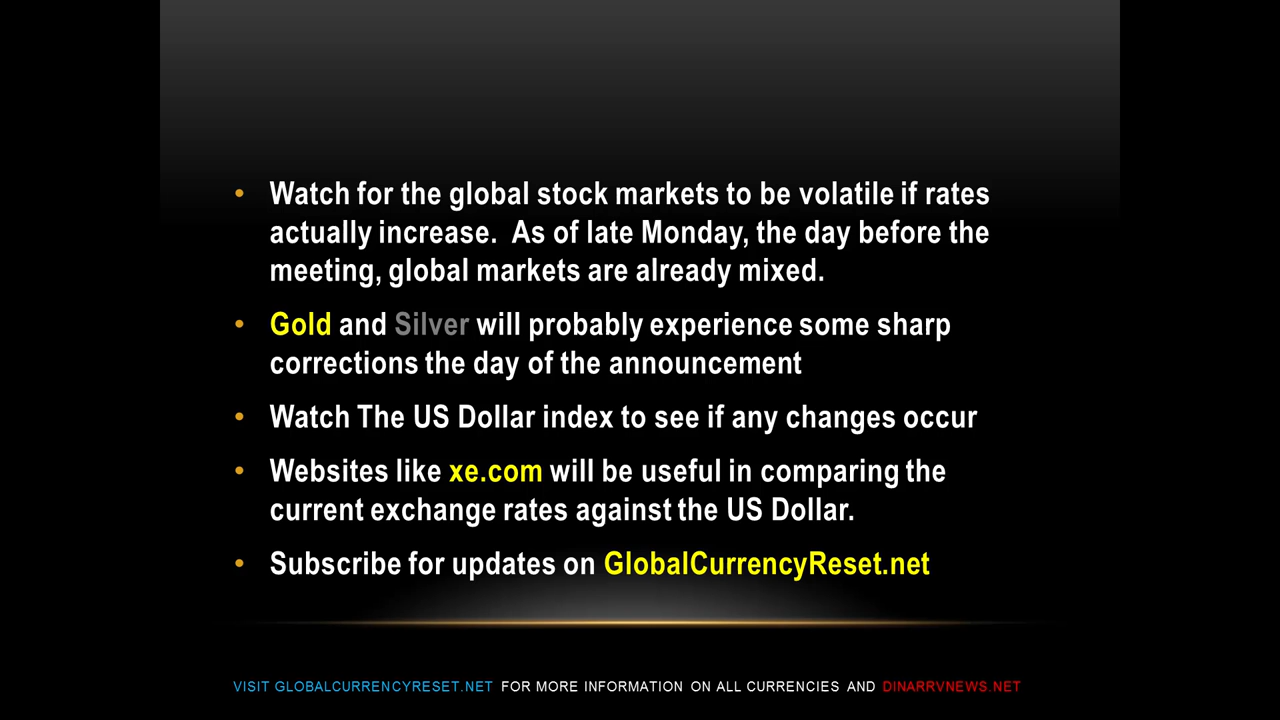 • Watch for the global stock markets to be volatile if rates
actually increase.  As of late Monday, the day before the
meeting, global markets are already mixed.
• Gold and Silver will probably experience some sharp
corrections the day of the announcement
• Watch The US Dollar index to see if any changes occur
• Websites like xe.com will be useful in comparing the
current exchange rates against the US Dollar.
• Subscribe for updates on GlobalCurrencyReset.net
VISIT GLOBALCURRENCYRESET.NET FOR MORE INFORMATION ON ALL CURRENCIES AND DINARRVNEWS.NET